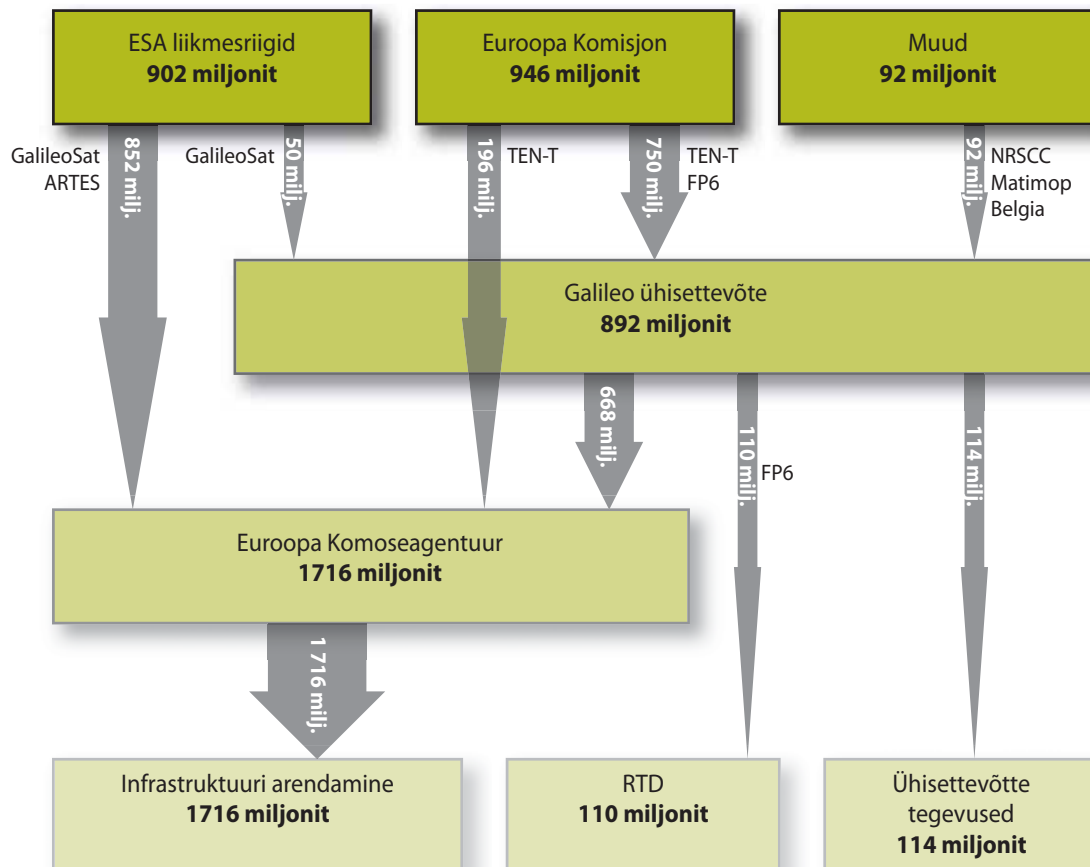 ESA liikmesriigid
902 miljonit
Euroopa Komisjon
946 miljonit
Muud
92 miljonit
GalileoSat
ARTES
852 milj.
GalileoSat
50 milj.
196 milj.
TEN-T
750 milj.
TEN-T
FP6
92 milj.
NRSCC
Matimop
Belgia
Galileo ühisettevõte
892 miljonit
668 milj.
110 milj.
FP6
114 milj.
Euroopa Komoseagentuur
1716 miljonit
1 716 milj.
Infrastruktuuri arendamine
1716 miljonit
RTD
110 miljonit
Ühisettevõtte
tegevused
114 miljonit